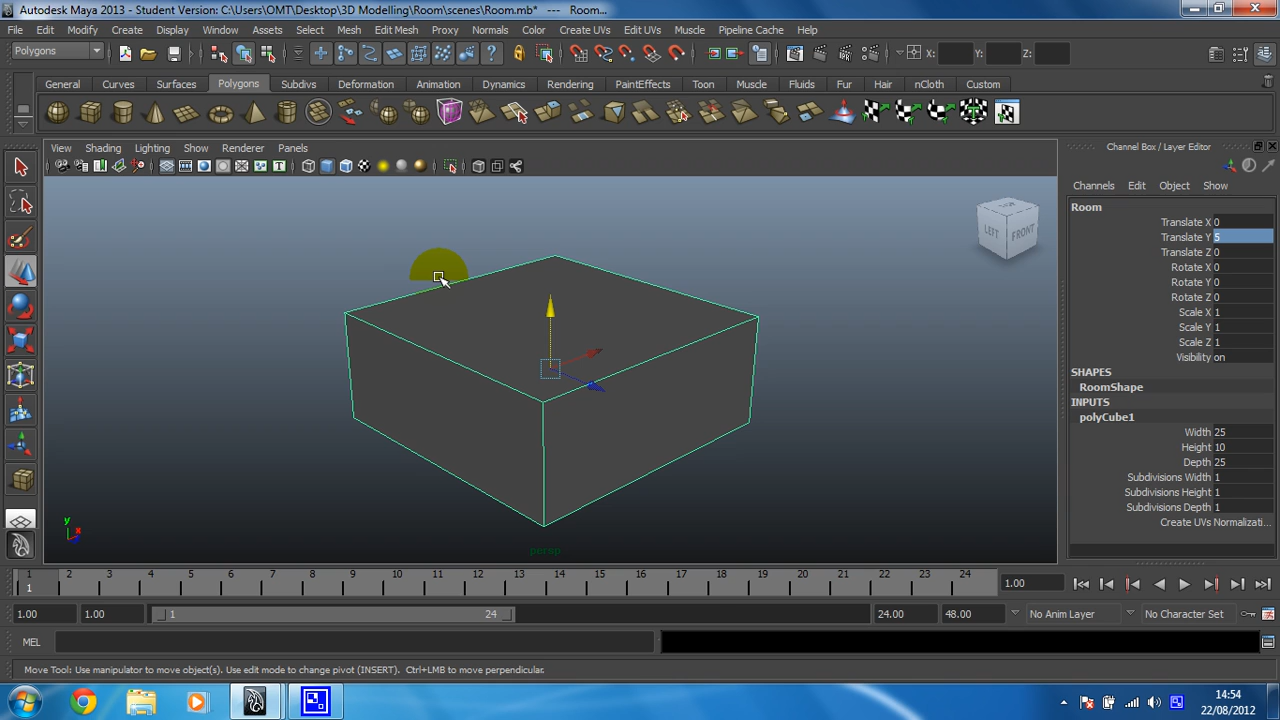 Autodesk Maya 2013 - Student Version: C:\Users\OMT\Desktop\3D Modelling\Room\scenes\Room.mb* --- Room...
File Edit Modify Create Display Window Assets Select Mesh Edit Mesh Proxy Normals Color Create UVs Edit UVs Muscle Pipeline Cache Help
Polygons X: Y: Z:
General Curves Surfaces Polygons Subdivs Deformation Animation Dynamics Rendering PaintEffects Toon Muscle Fluids Fur Hair nCloth Custom
View Shading Lighting Show Renderer Panels
Channel Box / Layer Editor
Channels Edit Object Show
Room
Translate X 0
Translate Y 5
Translate Z 0
Rotate X 0
Rotate Y 0
Rotate Z 0
Scale X 1
Scale Y 1
Scale Z 1
Visibility on
SHAPES
RoomShape
INPUTS
polyCube1
Width 25
Height 10
Depth 25
Subdivisions Width 1
Subdivisions Height 1
Subdivisions Depth 1
Create UVs Normalizati...
LEFT FRONT
y
x
persp
1 2 3 4 5 6 7 8 9 10 11 12 13 14 15 16 17 18 19 20 21 22 23 24
1 1.00
1.00 1.00 1 24 24.00 48.00 No Anim Layer No Character Set
MEL
Move Tool: Use manipulator to move object(s). Use edit mode to change pivot (INSERT). Ctrl+LMB to move perpendicular.
14:54
22/08/2012